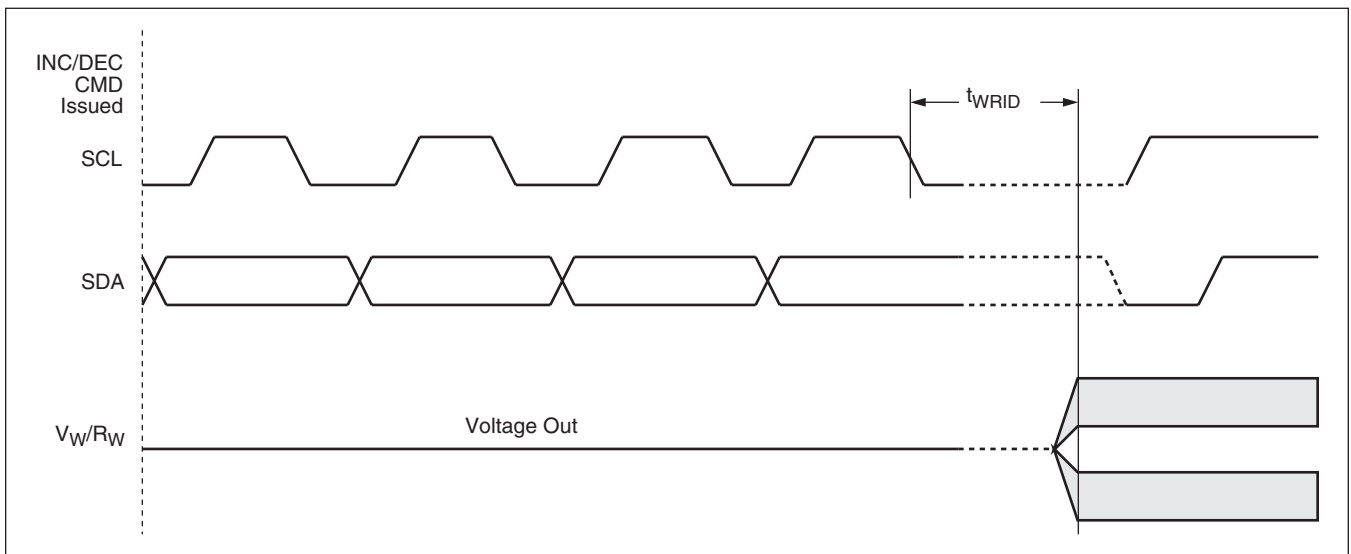 INC/DEC
CMD
Issued
tWRID
SCL
SDA
Voltage Out
VW/RW